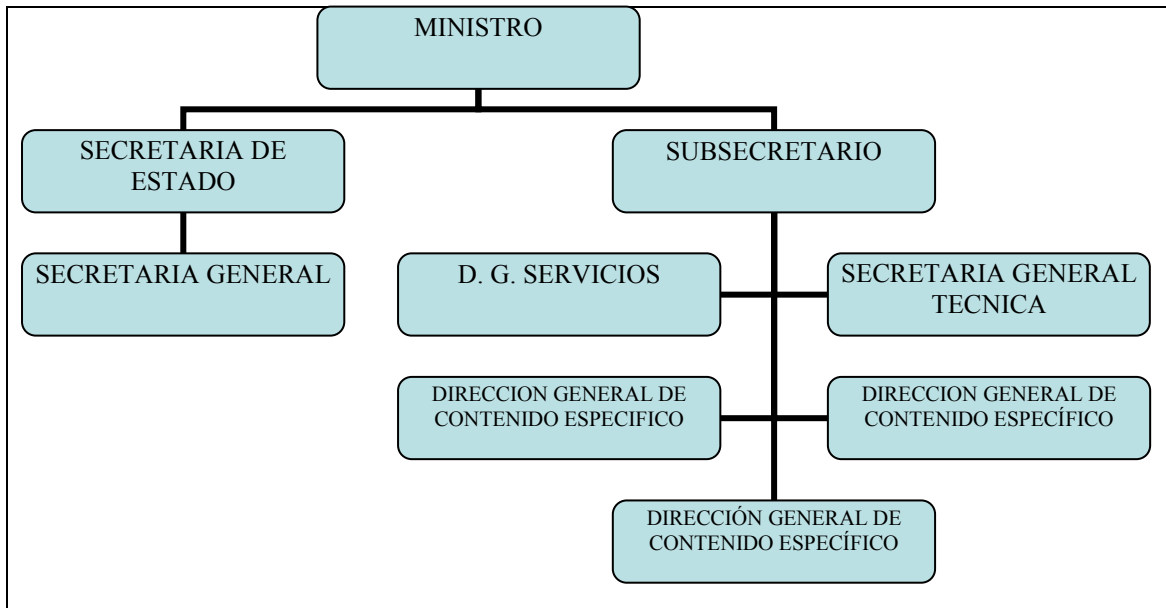 MINISTRO
SECRETARIA DE
ESTADO
SUBSECRETARIO
SECRETARIA GENERAL
D. G. SERVICIOS
SECRETARIA GENERAL
TECNICA
DIRECCION GENERAL DE
CONTENIDO ESPECIFICO
DIRECCION GENERAL DE
CONTENIDO ESPECÍFICO
DIRECCIÓN GENERAL DE
CONTENIDO ESPECÍFICO